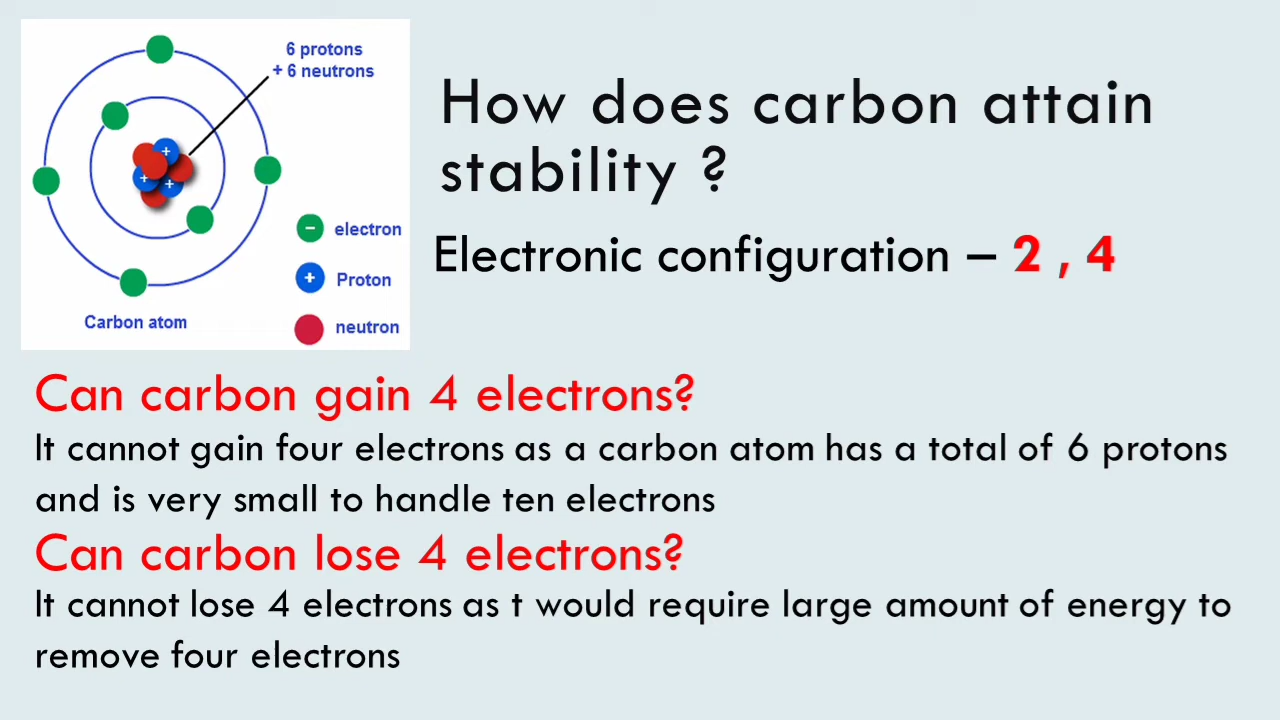 6 protons
+ 6 neutrons
electron
Proton
neutron
Carbon atom
How does carbon attain
stability ?
Electronic configuration – 2 , 4
Can carbon gain 4 electrons?
It cannot gain four electrons as a carbon atom has a total of 6 protons
and is very small to handle ten electrons
Can carbon lose 4 electrons?
It cannot lose 4 electrons as t would require large amount of energy to
remove four electrons